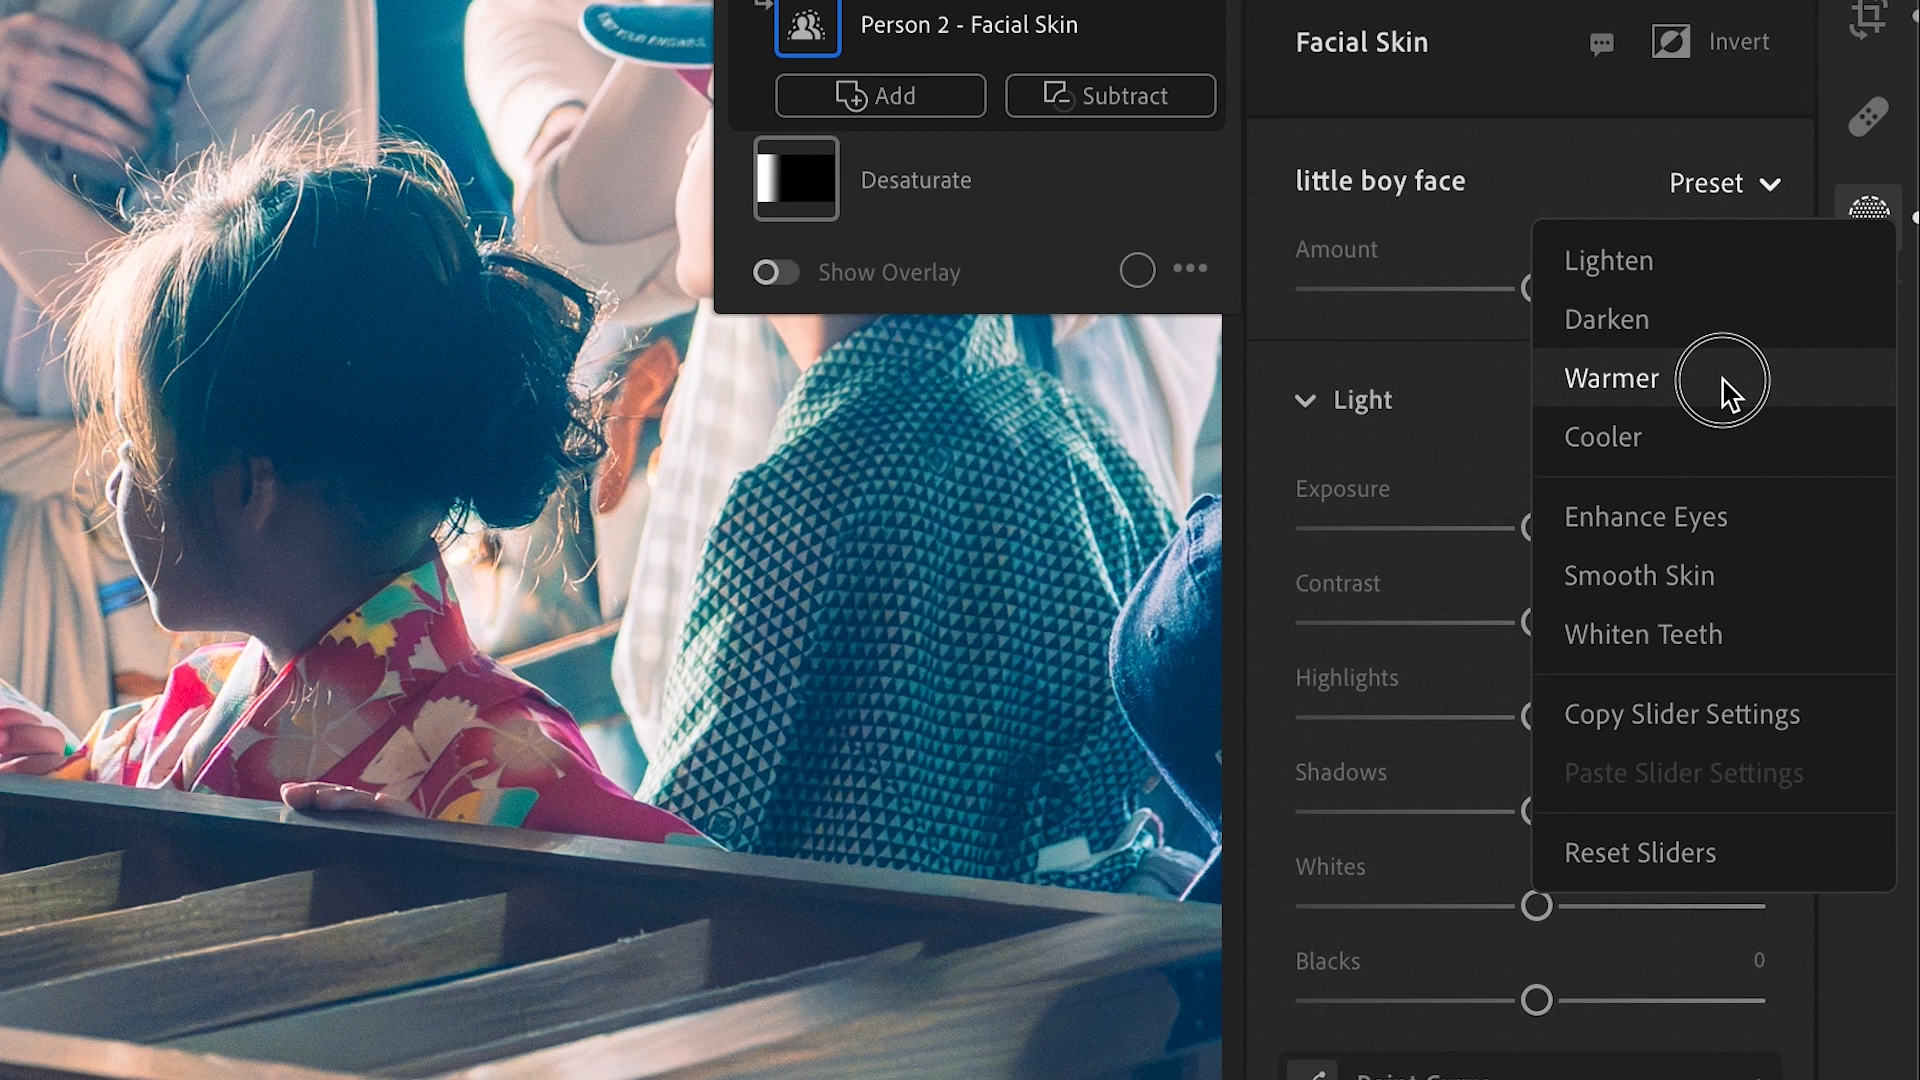 Person 2 - Facial Skin
Add
Subtract
Desaturate
Show Overlay
Facial Skin
Invert
little boy face
Preset
Amount
Light
Exposure
Contrast
Highlights
Shadows
Whites
Blacks
0
Lighten
Darken
Warmer
Cooler
Enhance Eyes
Smooth Skin
Whiten Teeth
Copy Slider Settings
Paste Slider Settings
Reset Sliders